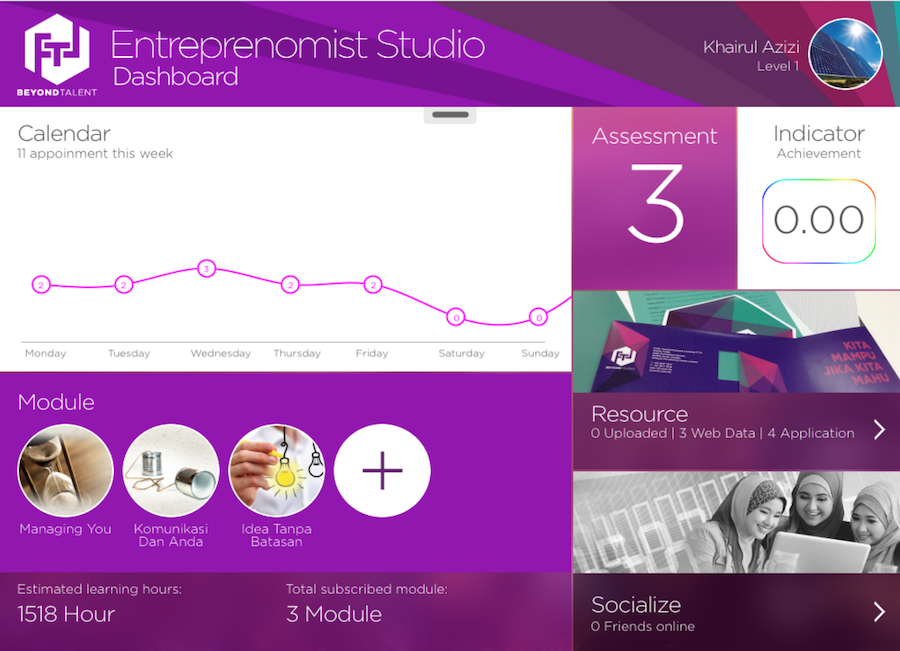 FTJ
BEYONDTALENT
Entreprenomist Studio
Dashboard
Khairul Azizi
Level 1
Calendar
11 appoinment this week
2
2
3
2
2
0
0
Monday
Tuesday
Wednesday
Thursday
Friday
Saturday
Sunday
Assessment
3
Indicator
Achievement
0.00
BEYONDTALENT
KITA
MAMPU
JIKA KITA
MAHU
Resource
0 Uploaded | 3 Web Data | 4 Application
Module
+
Managing You
Komunikasi
Dan Anda
Idea Tanpa
Batasan
Estimated learning hours:
1518 Hour
Total subscribed module:
3 Module
Socialize
0 Friends online